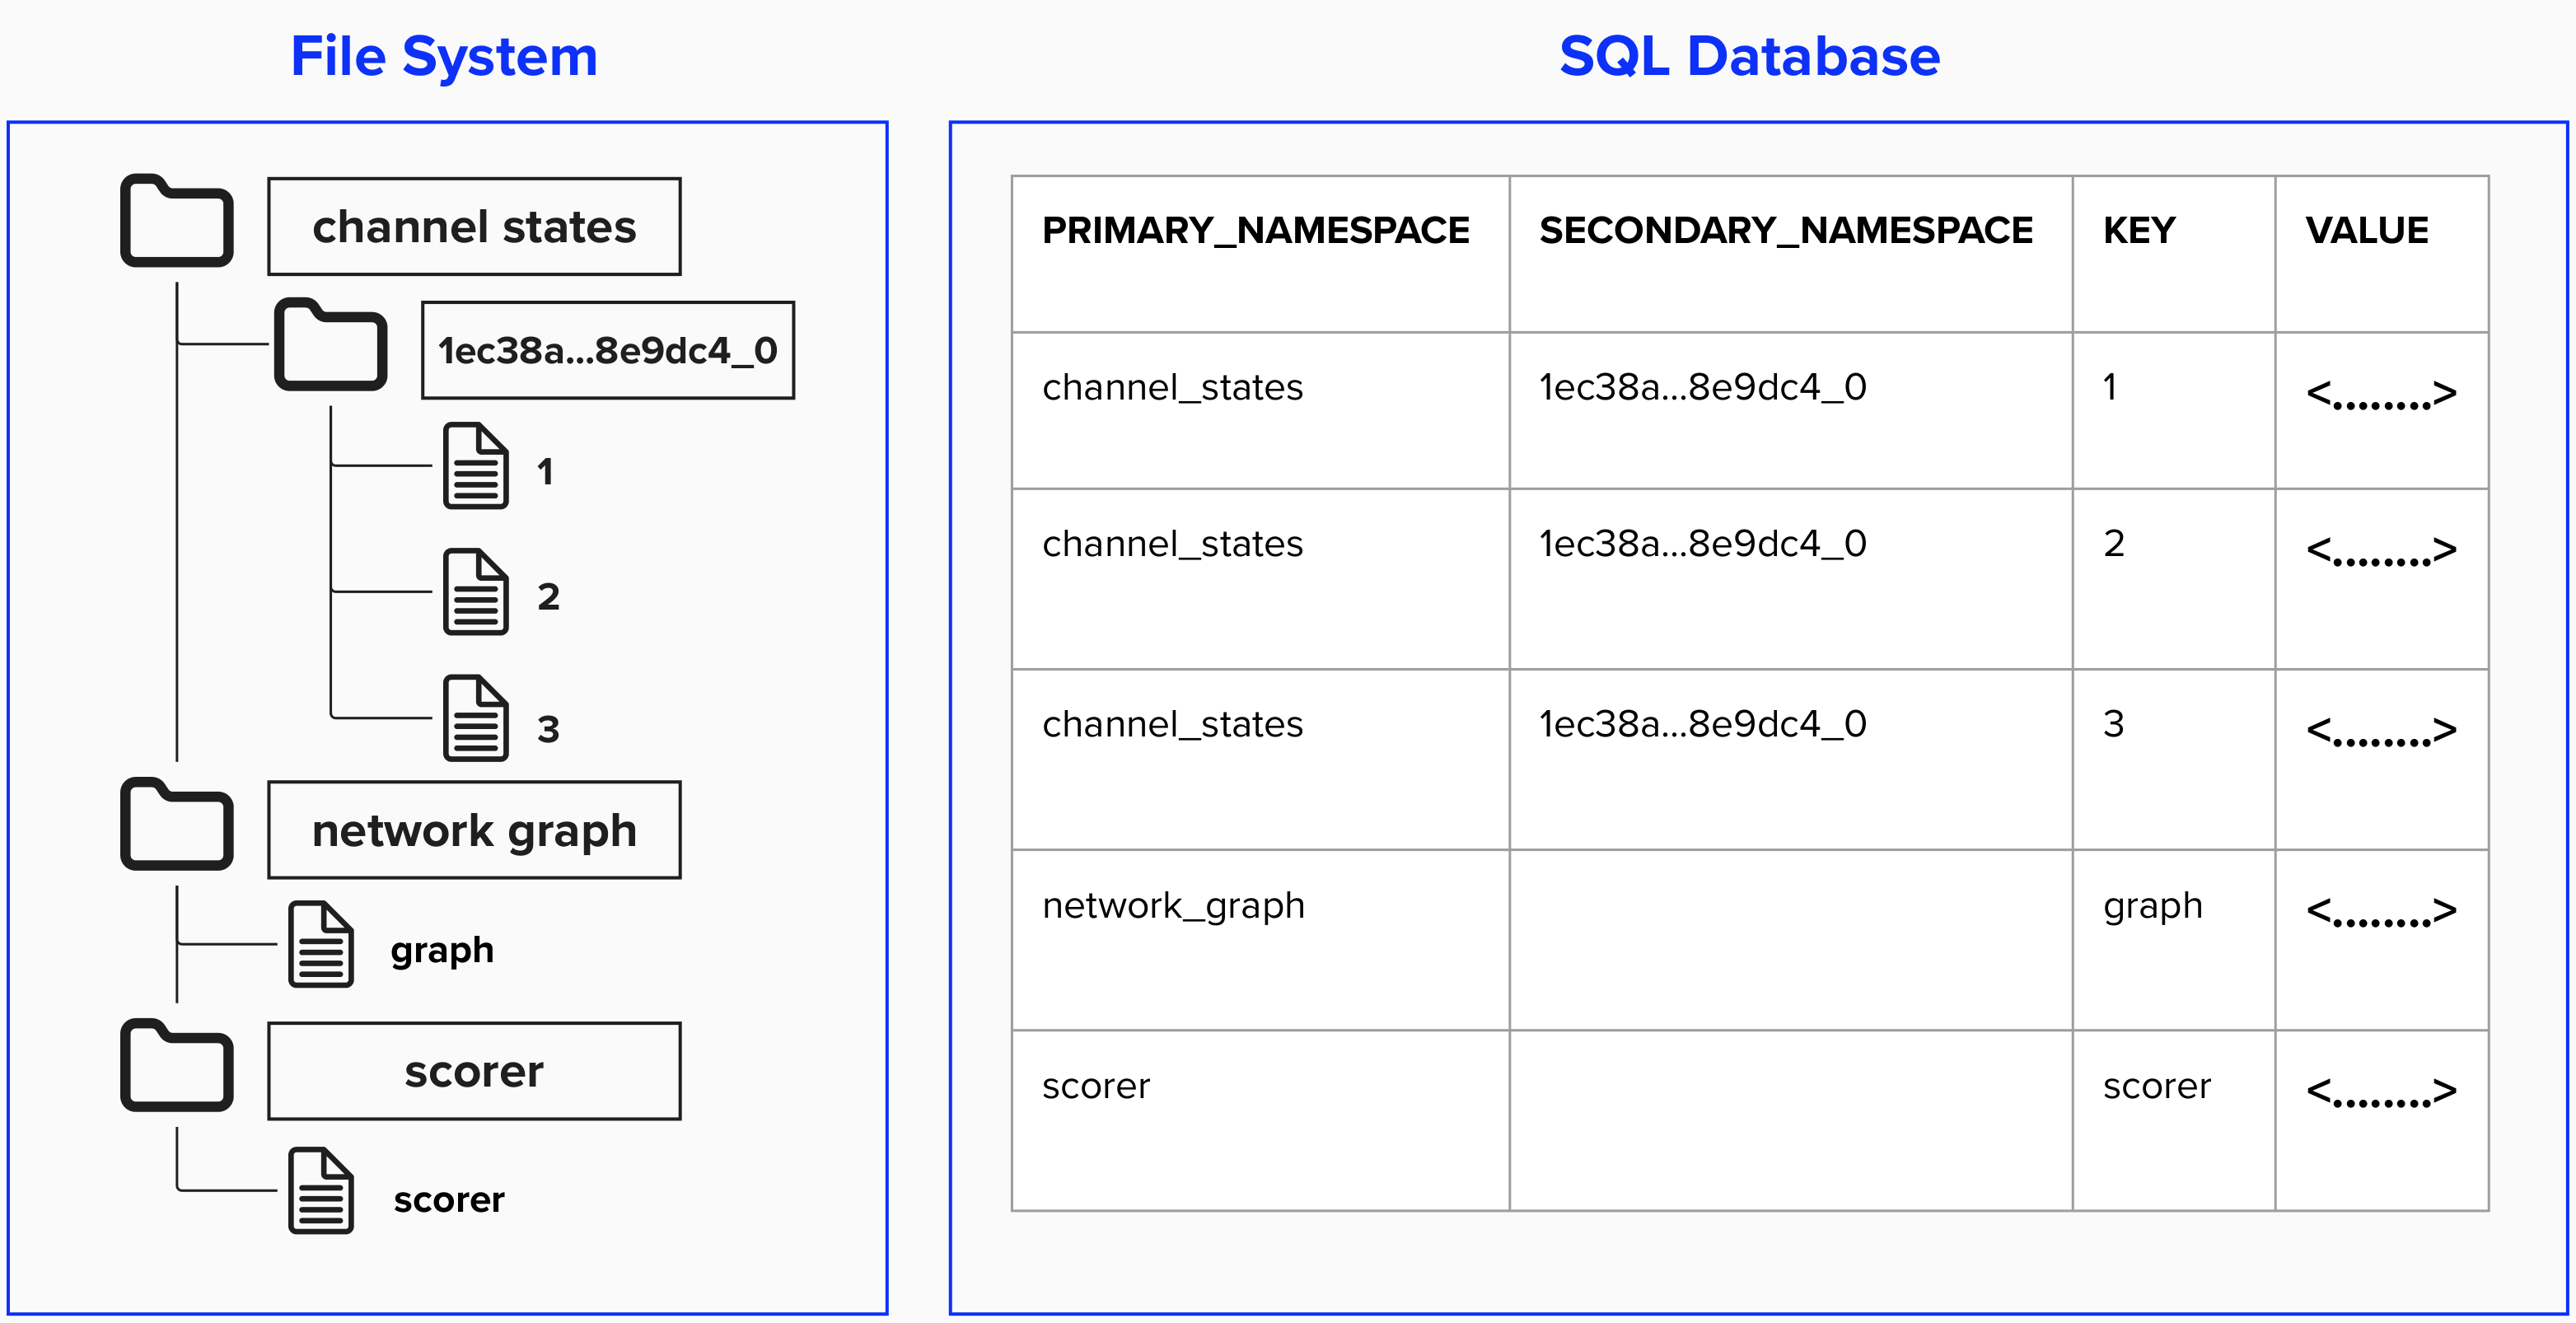 File System
channel states
1ec38a...8e9dc4_0
1
2
3
network graph
graph
scorer
scorer
SQL Database
PRIMARY_NAMESPACE SECONDARY_NAMESPACE KEY VALUE
channel_states 1ec38a...8e9dc4_0 1 <........>
channel_states 1ec38a...8e9dc4_0 2 <........>
channel_states 1ec38a...8e9dc4_0 3 <........>
network_graph graph <........>
scorer scorer <........>